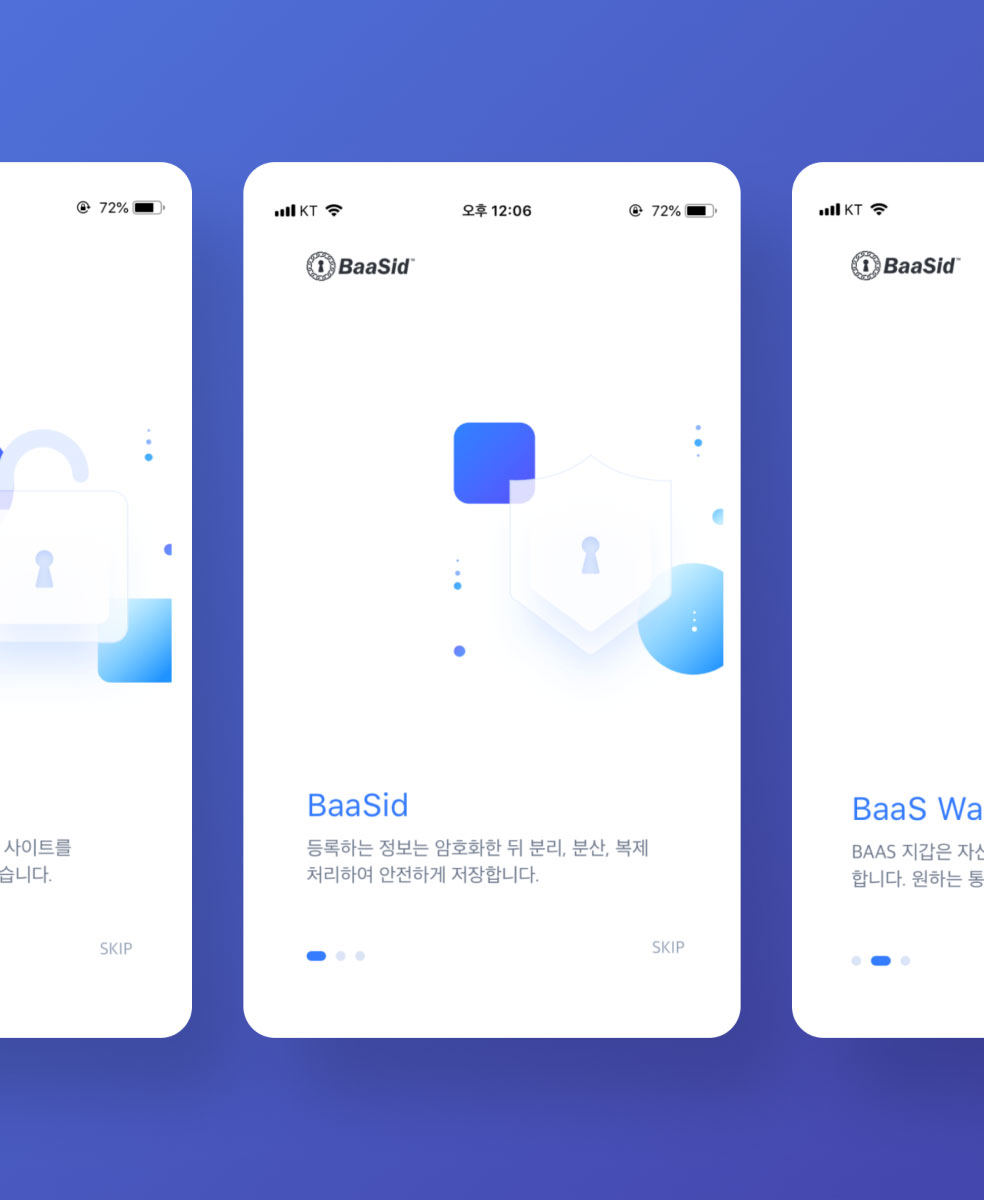 72%
사이트를
습니다.
SKIP
KT 오후 12:06 72%
BaaSid™
BaaSid
등록하는 정보는 암호화한 뒤 분리, 분산, 복제
처리하여 안전하게 저장합니다.
SKIP
KT
BaaSid™
BaaS Wa
BAAS 지갑은 자산
합니다. 원하는 통